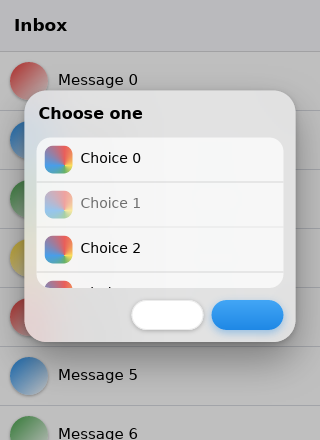 Inbox
Message 0
Choose one
Choice 0
Choice 1
Choice 2
Message 5
Message 6